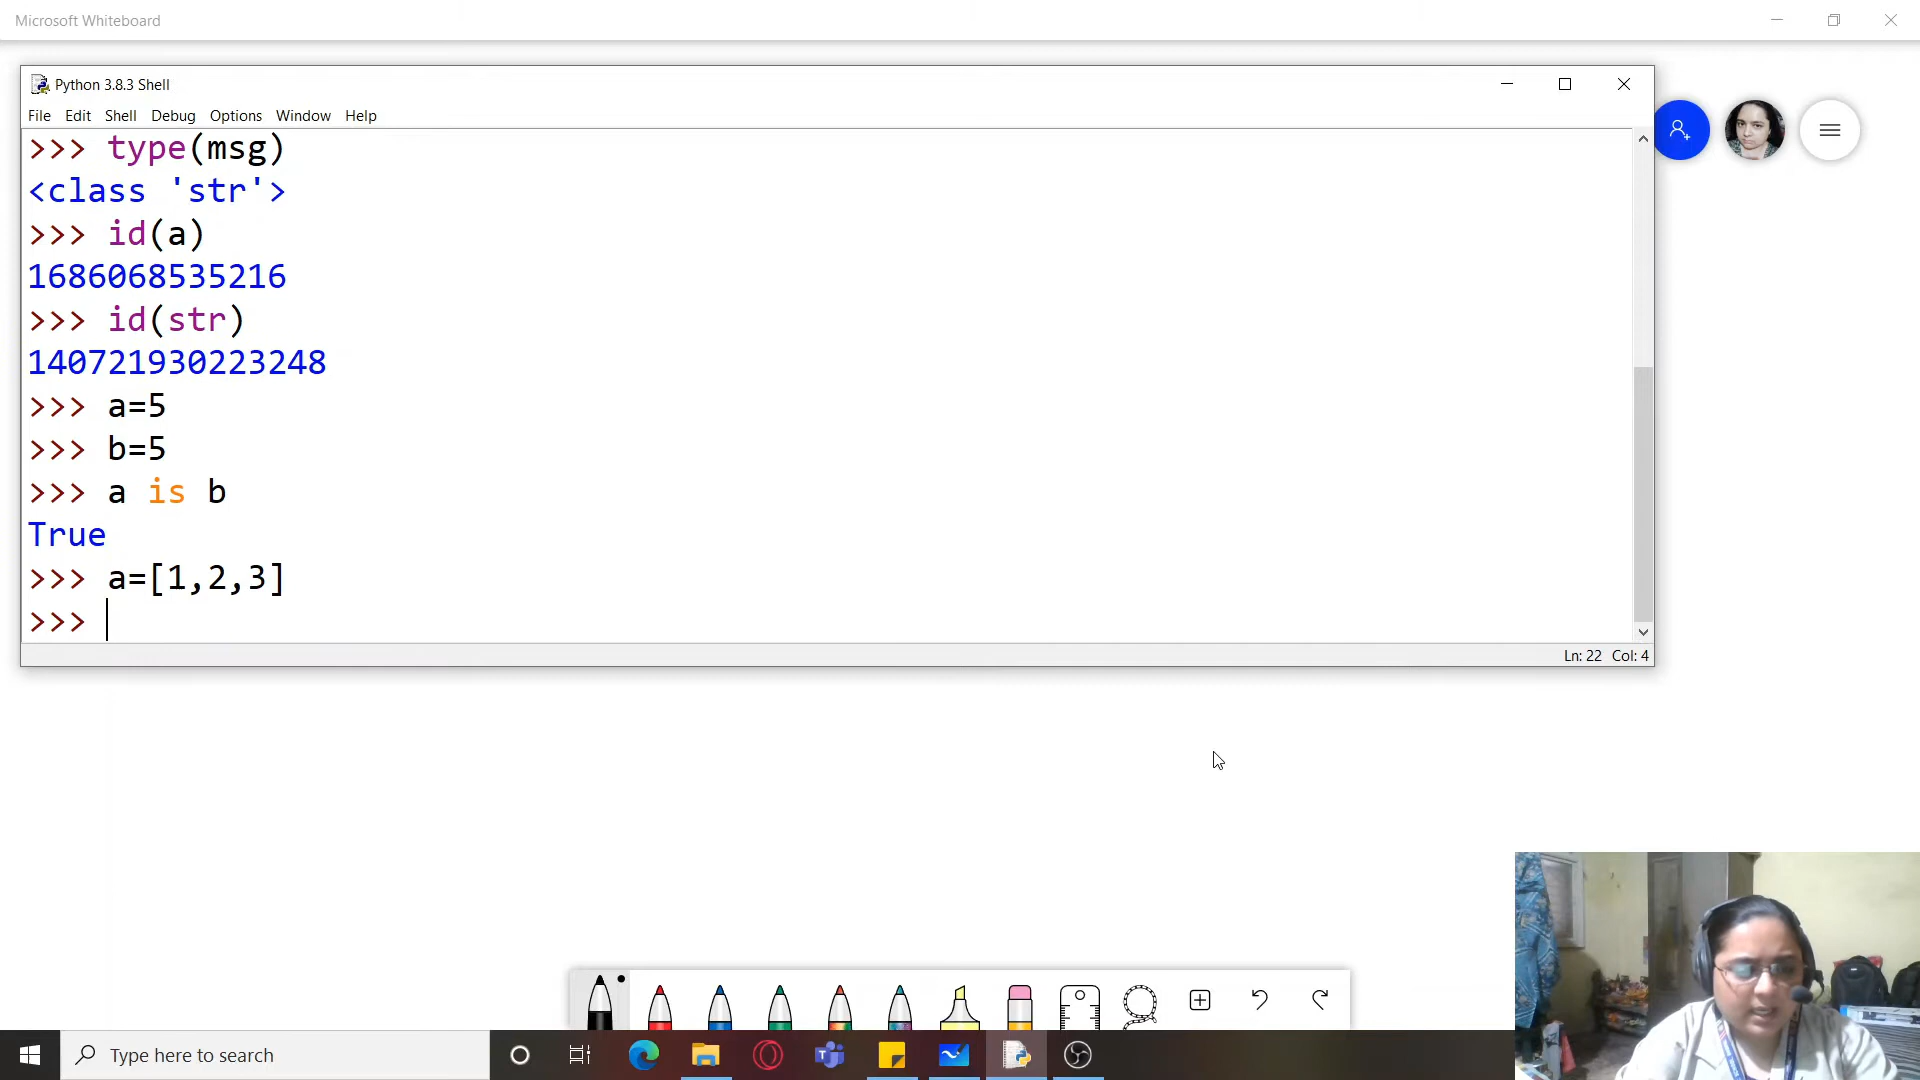 Microsoft Whiteboard
Python 3.8.3 Shell
File Edit Shell Debug Options Window Help
>>> type(msg)
<class 'str'>
>>> id(a)
1686068535216
>>> id(str)
140721930223248
>>> a=5
>>> b=5
>>> a is b
True
>>> a=[1,2,3]
>>>
Ln: 22 Col: 4
Type here to search